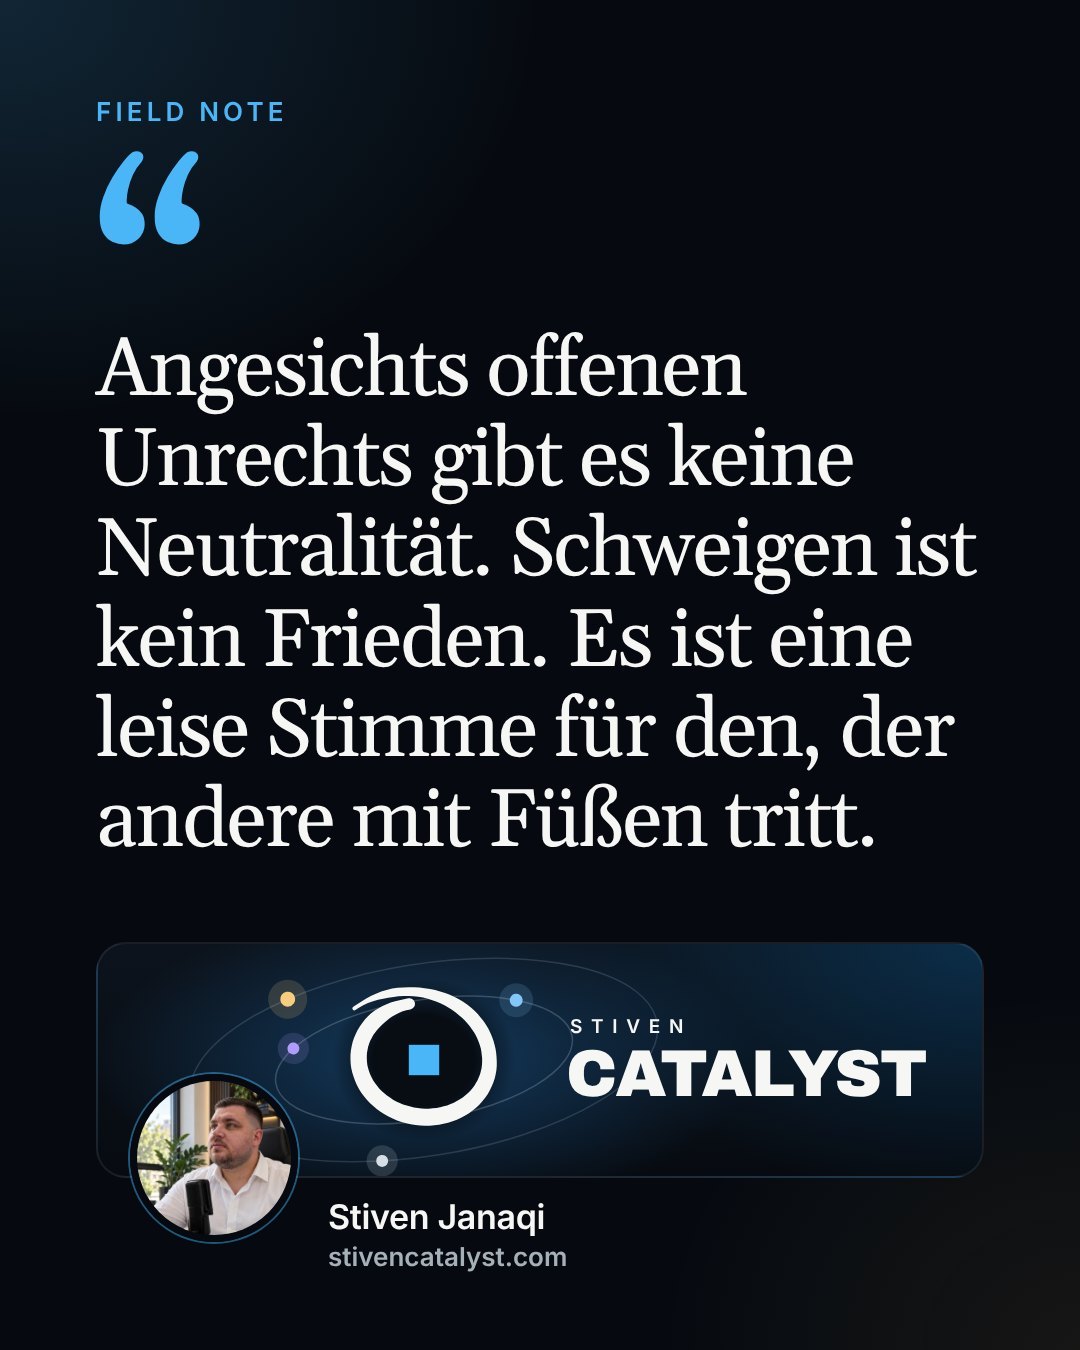 FIELD NOTE
“
Angesichts offenen
Unrechts gibt es keine
Neutralität. Schweigen ist
kein Frieden. Es ist eine
leise Stimme für den, der
andere mit Füßen tritt.
STIVEN
CATALYST
Stiven Janaqi
stivencatalyst.com